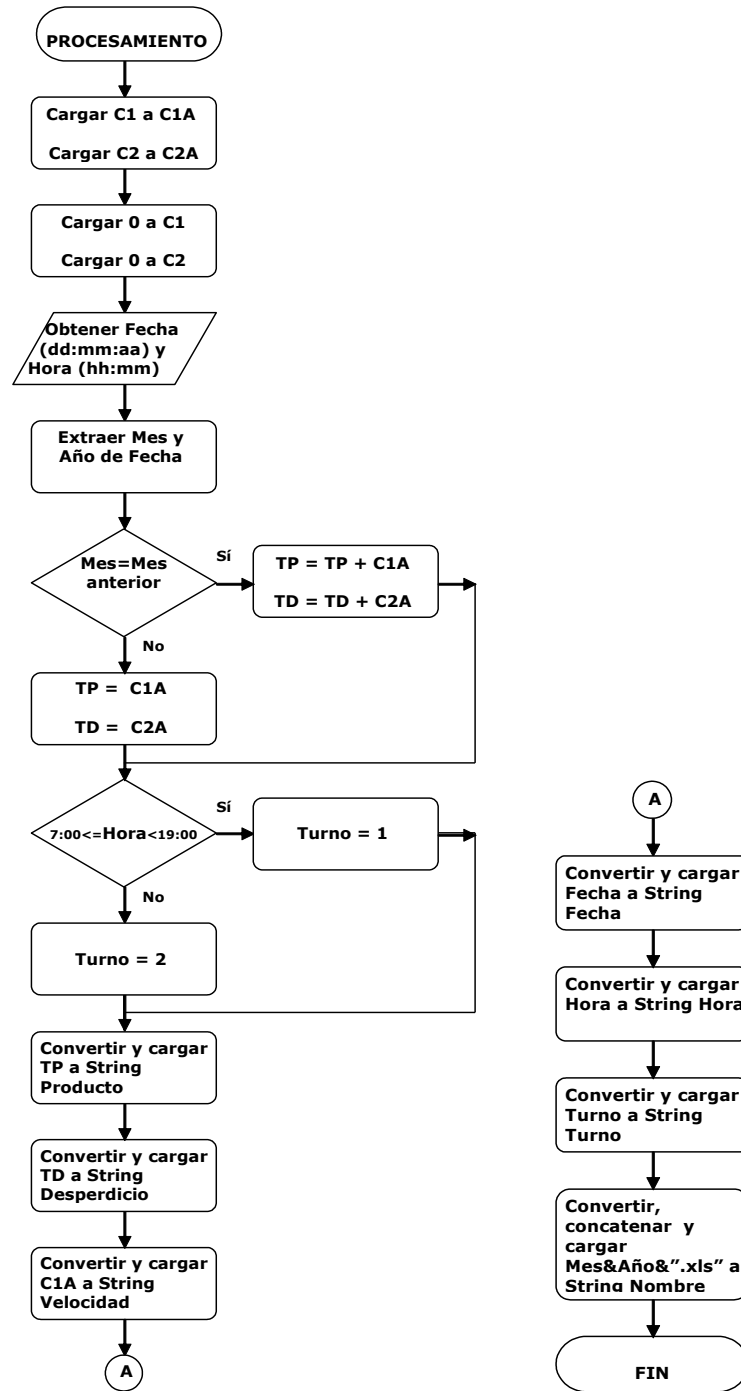 PROCESAMIENTO
Cargar C1 a C1A
Cargar C2 a C2A
Cargar 0 a C1
Cargar 0 a C2
Obtener Fecha
(dd:mm:aa) y
Hora (hh:mm)
Extraer Mes y
Año de Fecha
Mes=Mes
anterior
Sí
TP = TP + C1A
TD = TD + C2A
No
TP = C1A
TD = C2A
7:00<=Hora<19:00
Sí
Turno = 1
No
Turno = 2
Convertir y cargar
TP a String
Producto
Convertir y cargar
TD a String
Desperdicio
Convertir y cargar
C1A a String
Velocidad
A
A
Convertir y cargar
Fecha a String
Fecha
Convertir y cargar
Hora a String Hora
Convertir y cargar
Turno a String
Turno
Convertir,
concatenar y
cargar
Mes&Año&”.xls” a
String Nombre
FIN